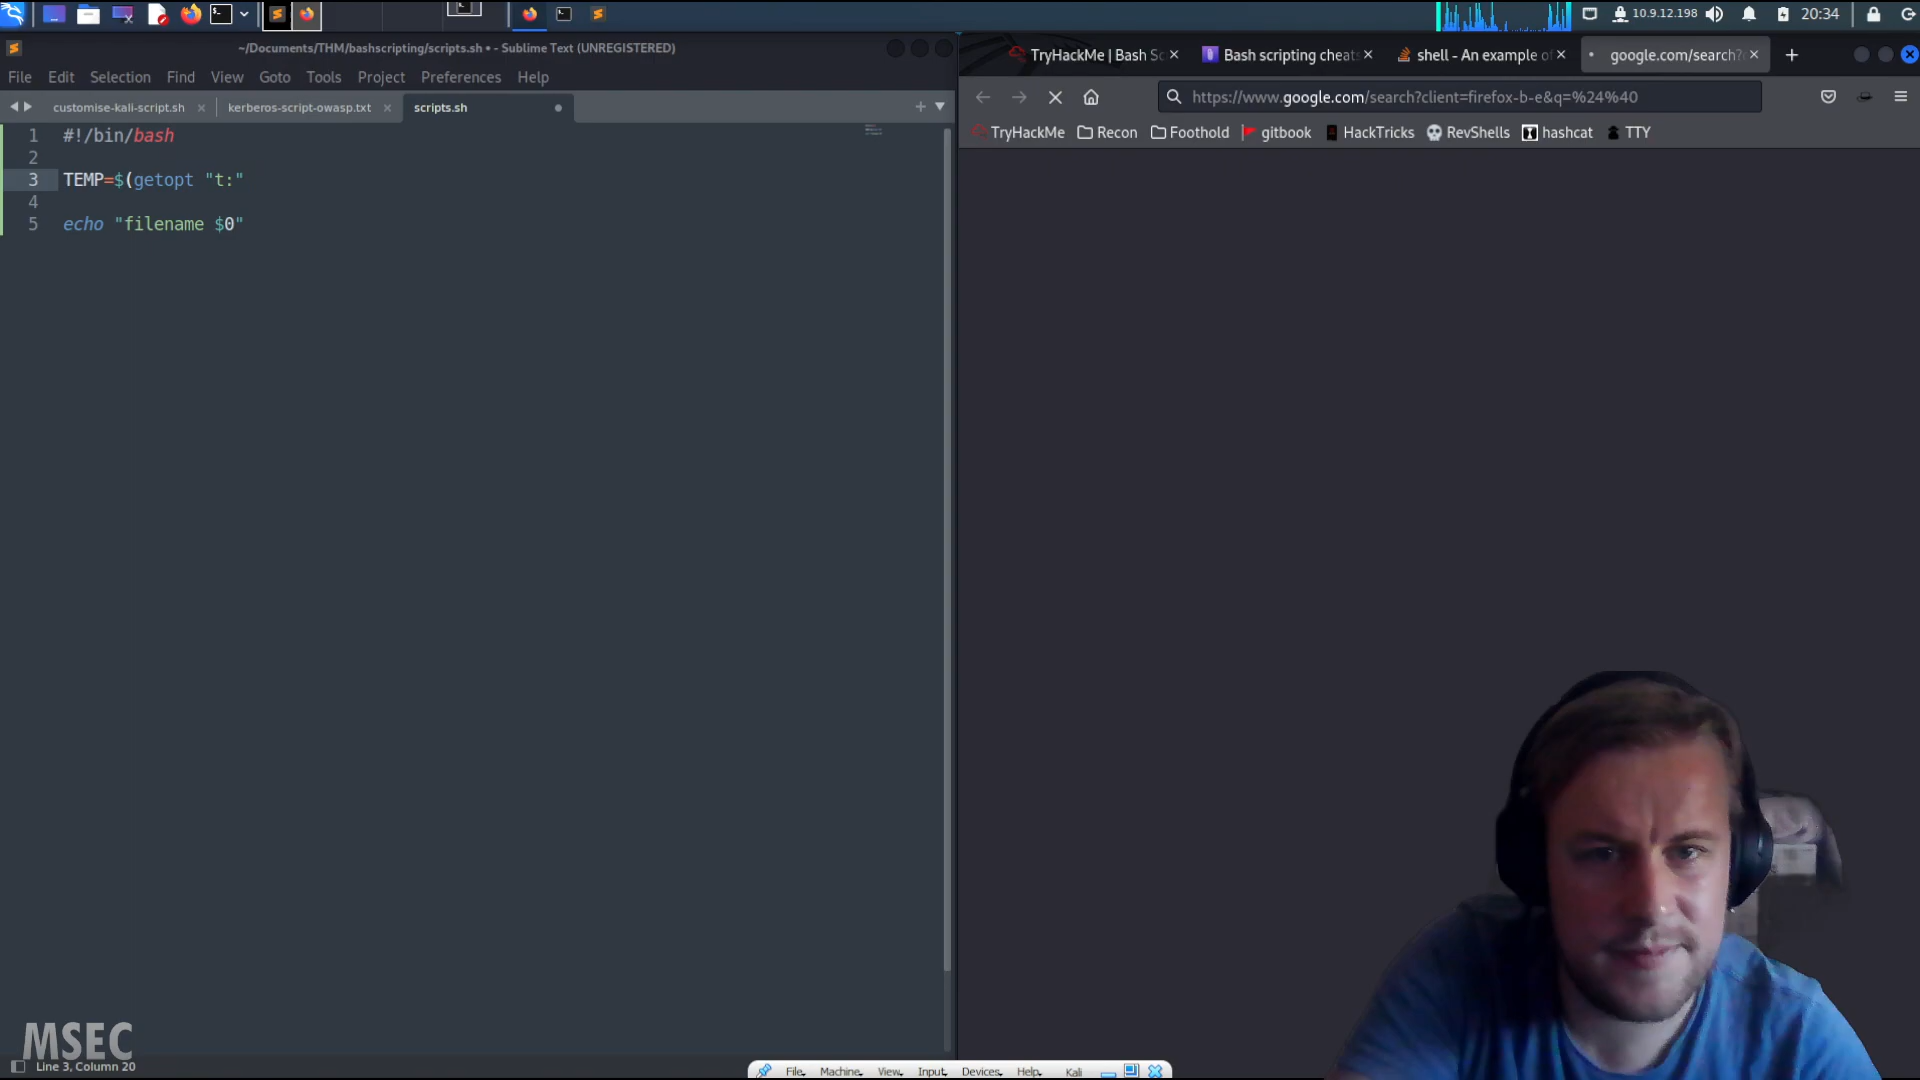 10.9.12.198
20:34
~/Documents/THM/bashscripting/scripts.sh • - Sublime Text (UNREGISTERED)
File Edit Selection Find View Goto Tools Project Preferences Help
customise-kali-script.sh kerberos-script-owasp.txt scripts.sh
1 #!/bin/bash
2
3 TEMP=$(getopt "t:"
4
5 echo "filename $0"
TryHackMe | Bash Sc
Bash scripting cheats
shell - An example of
google.com/search?
https://www.google.com/search?client=firefox-b-e&q=%24%40
TryHackMe Recon Foothold gitbook HackTricks RevShells hashcat TTY
MSEC
Line 3, Column 20
File Machine View Input Devices Help Kali